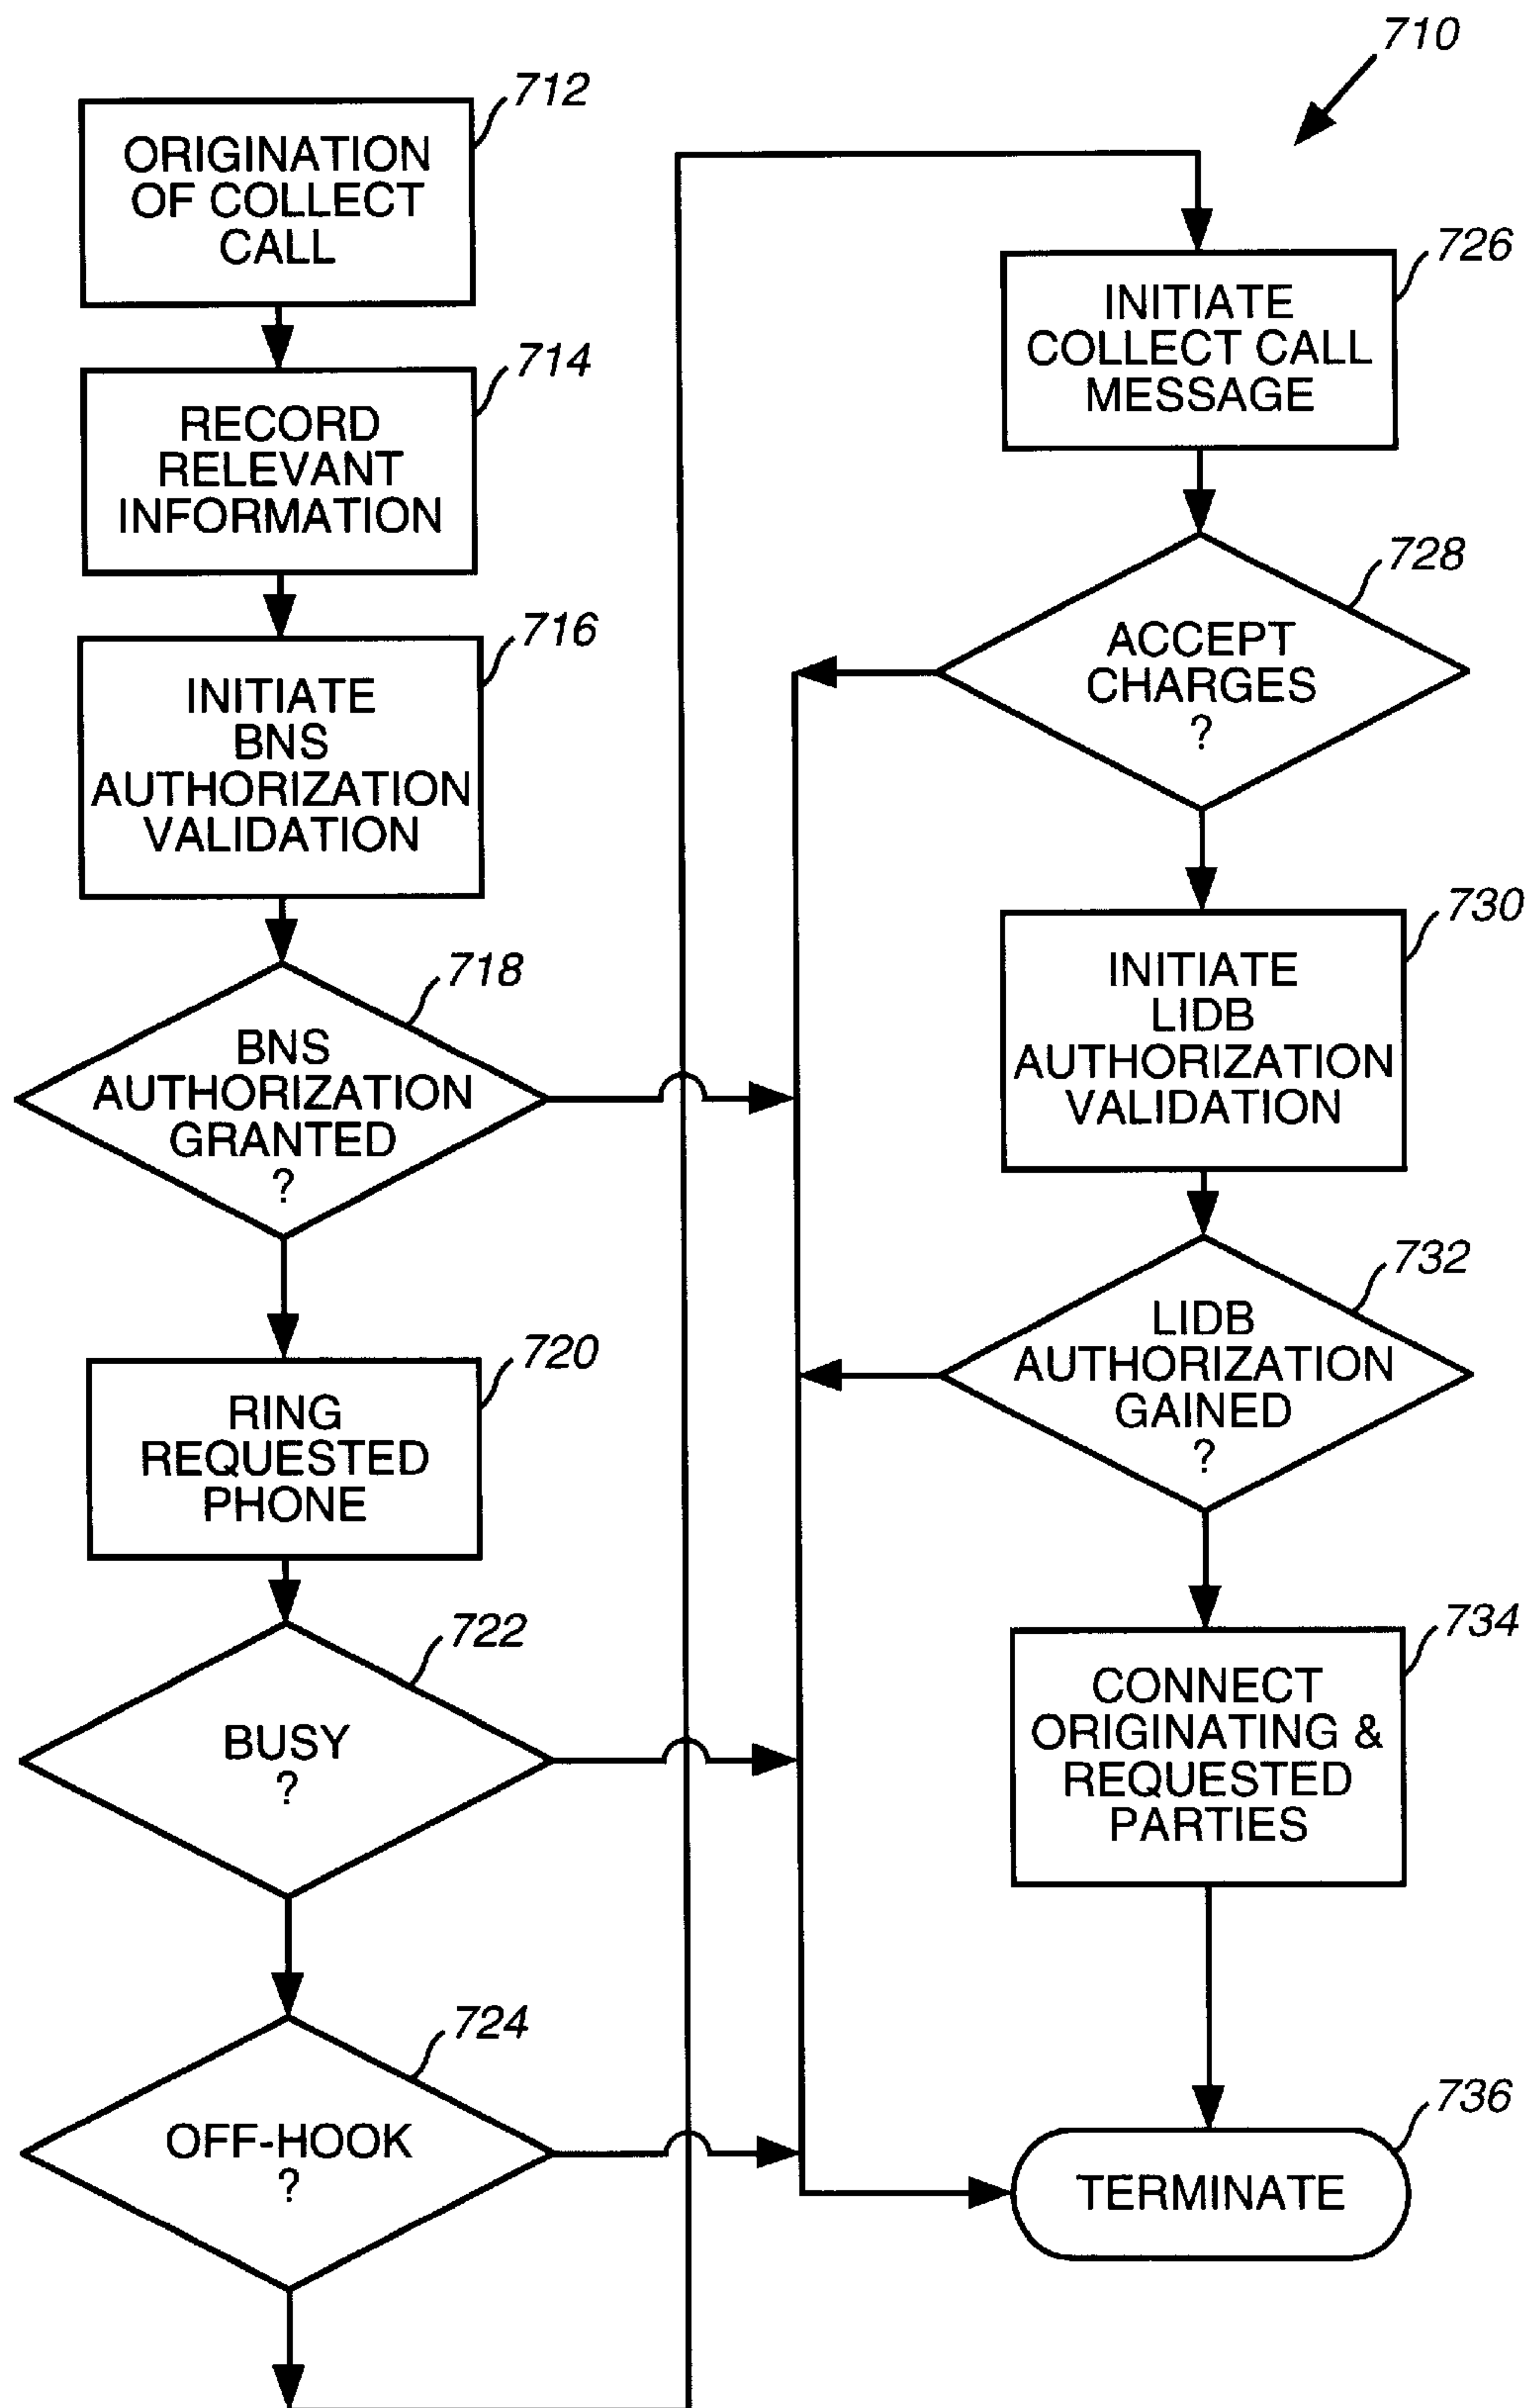 710
712
ORIGINATION
OF COLLECT
CALL
714
RECORD
RELEVANT
INFORMATION
716
INITIATE
BNS
AUTHORIZATION
VALIDATION
718
BNS
AUTHORIZATION
GRANTED
?
720
RING
REQUESTED
PHONE
722
BUSY
?
724
OFF-HOOK
?
726
INITIATE
COLLECT CALL
MESSAGE
728
ACCEPT
CHARGES
?
730
INITIATE
LIDB
AUTHORIZATION
VALIDATION
732
LIDB
AUTHORIZATION
GAINED
?
734
CONNECT
ORIGINATING &
REQUESTED
PARTIES
736
TERMINATE